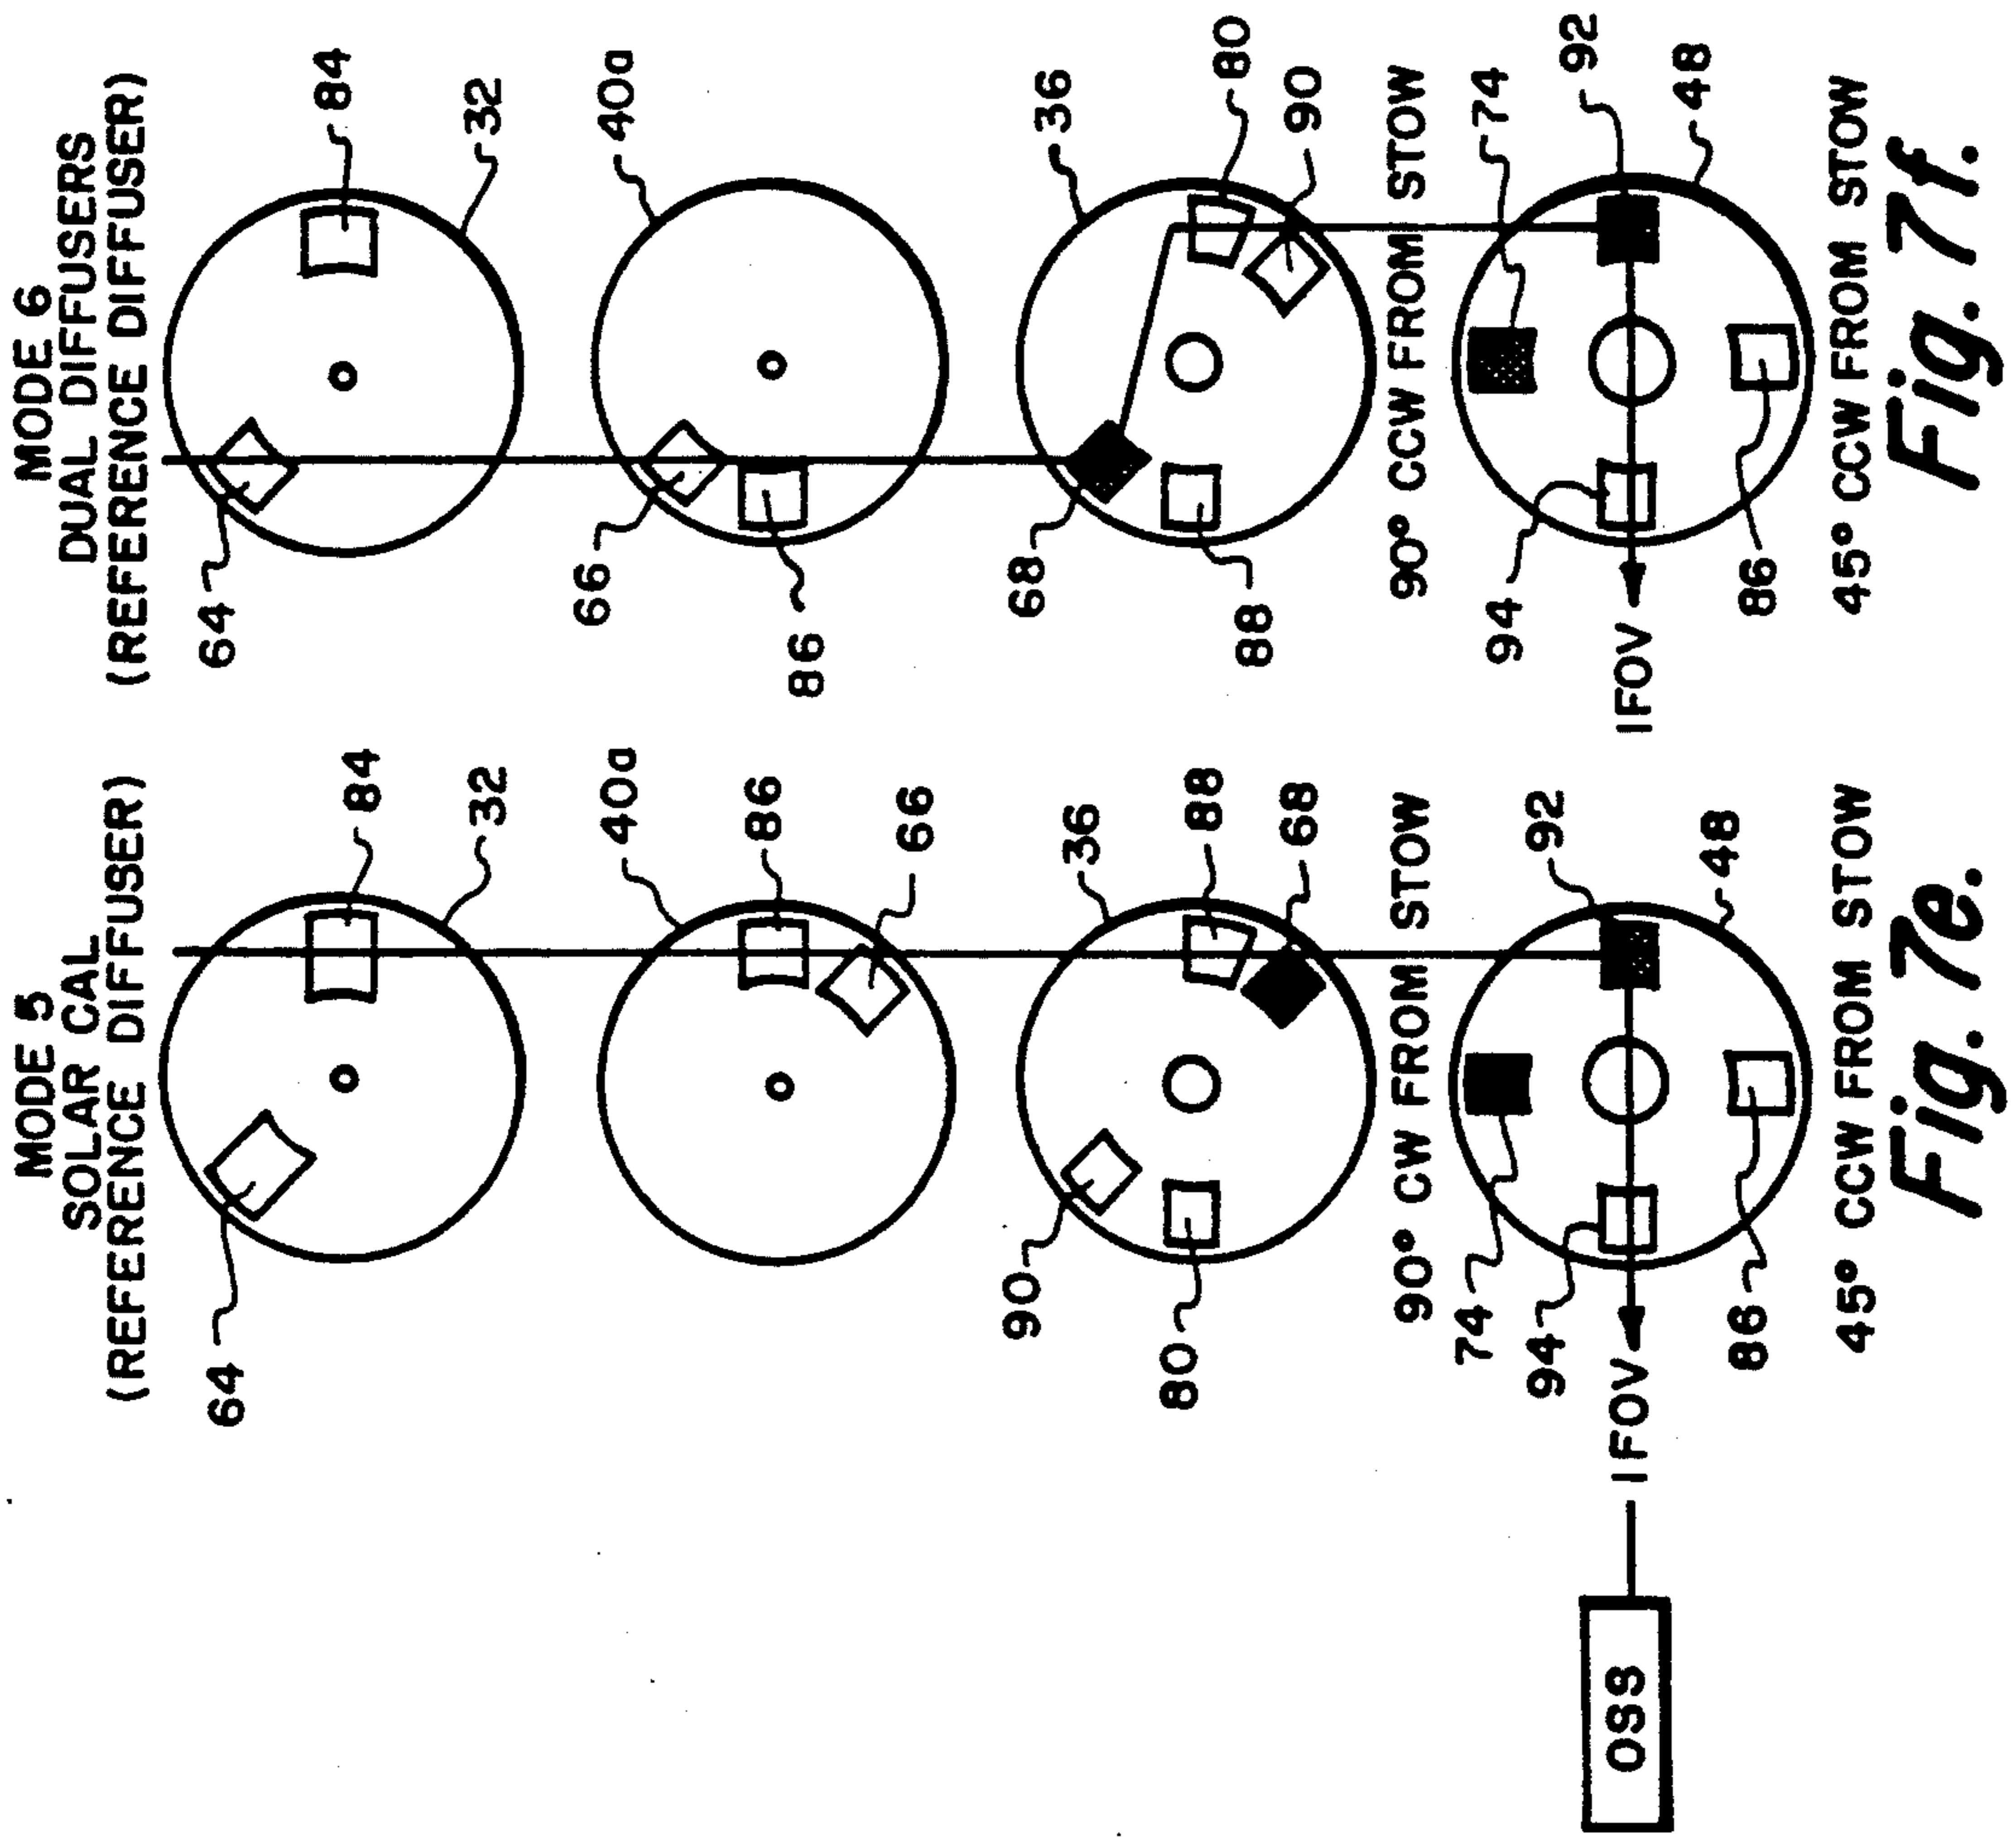 MODE 5
SOLAR CAL
(REFERENCE DIFFUSER)
64
84
32
40a
86
66
90
80
36
88
68
90° CW FROM STOW
74
94
92
48
86
OSS
IFOV
45° CCW FROM STOW
Fig. 7e.
MODE 6
DUAL DIFFUSERS
(REFERENCE DIFFUSER)
64
84
32
66
86
40a
68
88
36
80
90
90° CCW FROM STOW
74
94
86
92
48
IFOV
45° CCW FROM STOW
Fig. 7f.